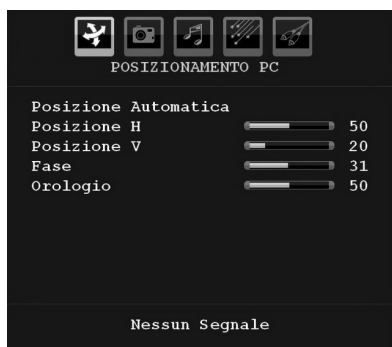 POSIZIONAMENTO PC
Posizione Automatica
Posizione H 50
Posizione V 20
Fase 31
Orologio 50
Nessun Segnale